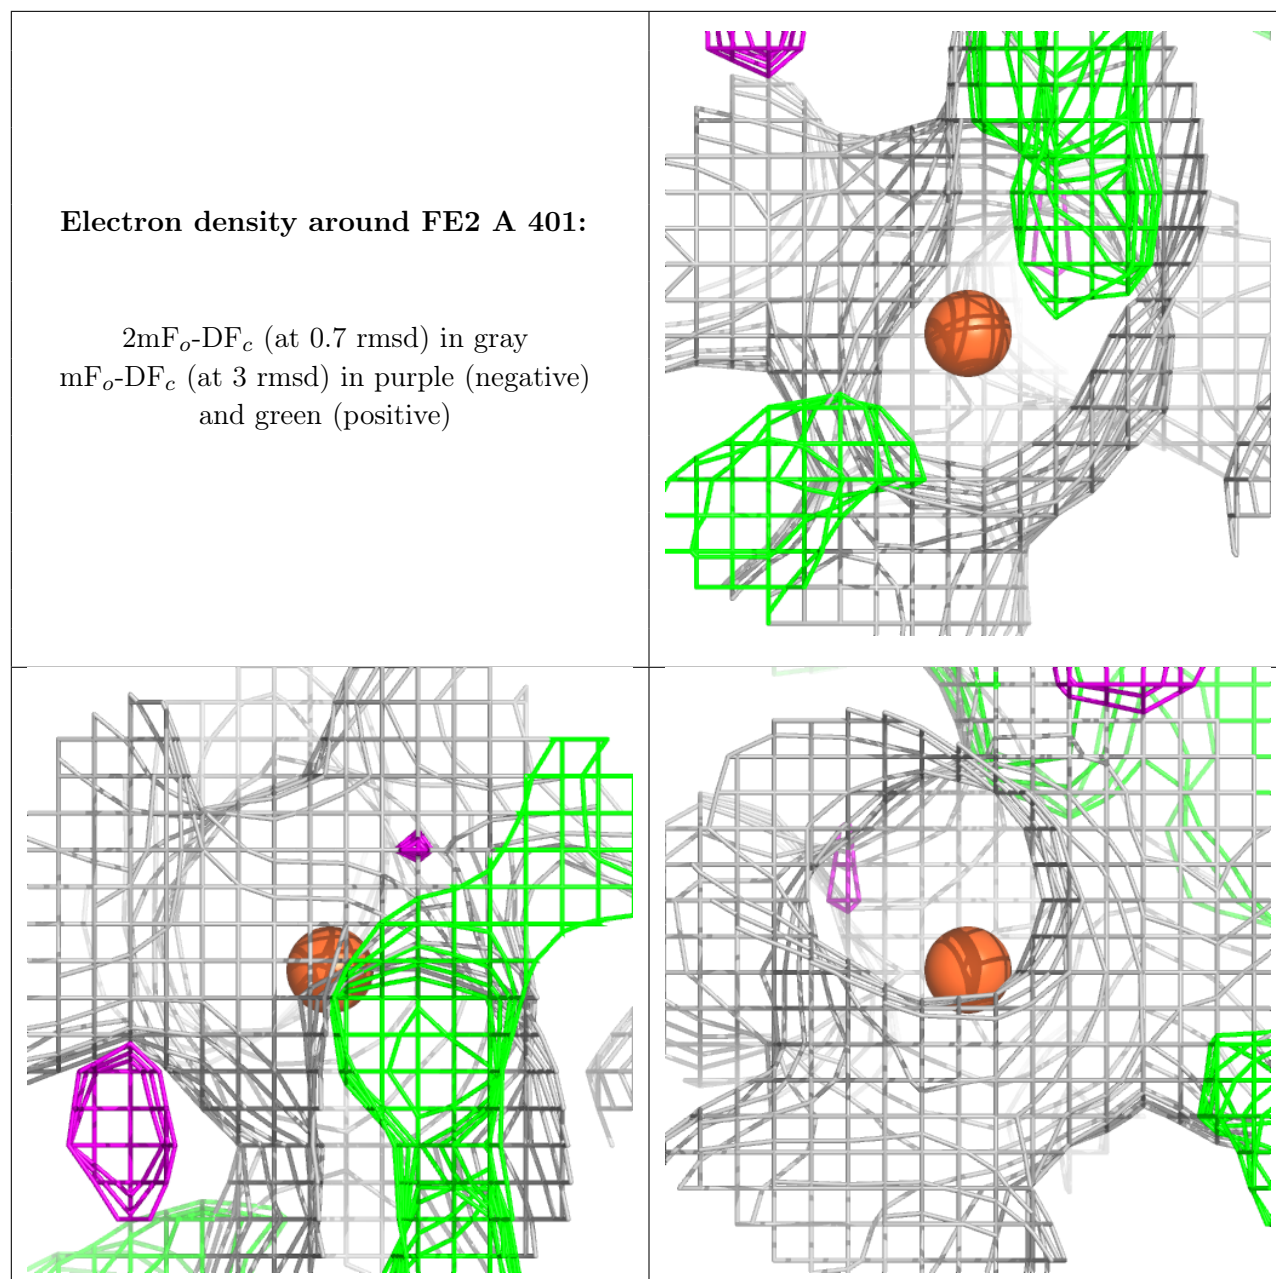 Electron density around FE2 A 401:
2mFo-DFc (at 0.7 rmsd) in gray
mFo-DFc (at 3 rmsd) in purple (negative)
and green (positive)